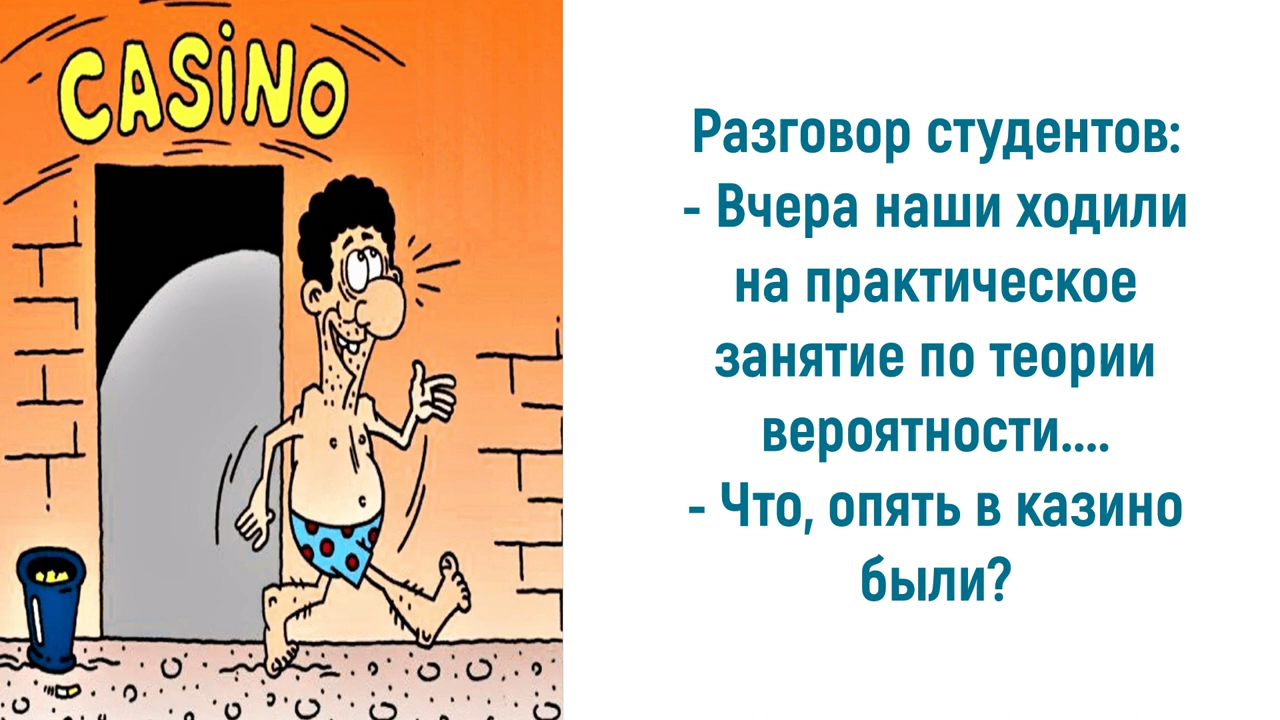 CASiNO
Разговор студентов:
- Вчера наши ходили
на практическое
занятие по теории
вероятности....
- Что, опять в казино
были?